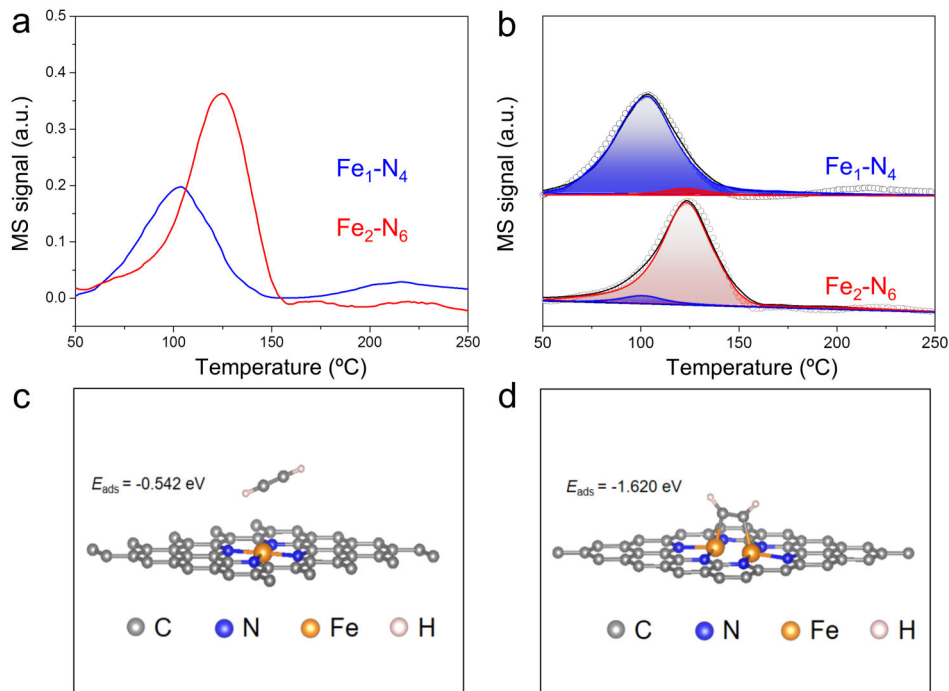 a
0.5
0.4
0.3
0.2
0.1
0.0
MS signal (a.u.)
Fe₁-N₄
Fe₂-N₆
50
100
150
200
250
Temperature (ºC)
b
MS signal (a.u.)
Fe₁-N₄
Fe₂-N₆
50
100
150
200
250
Temperature (ºC)
c
E_ads = -0.542 eV
C N Fe H
d
E_ads = -1.620 eV
C N Fe H